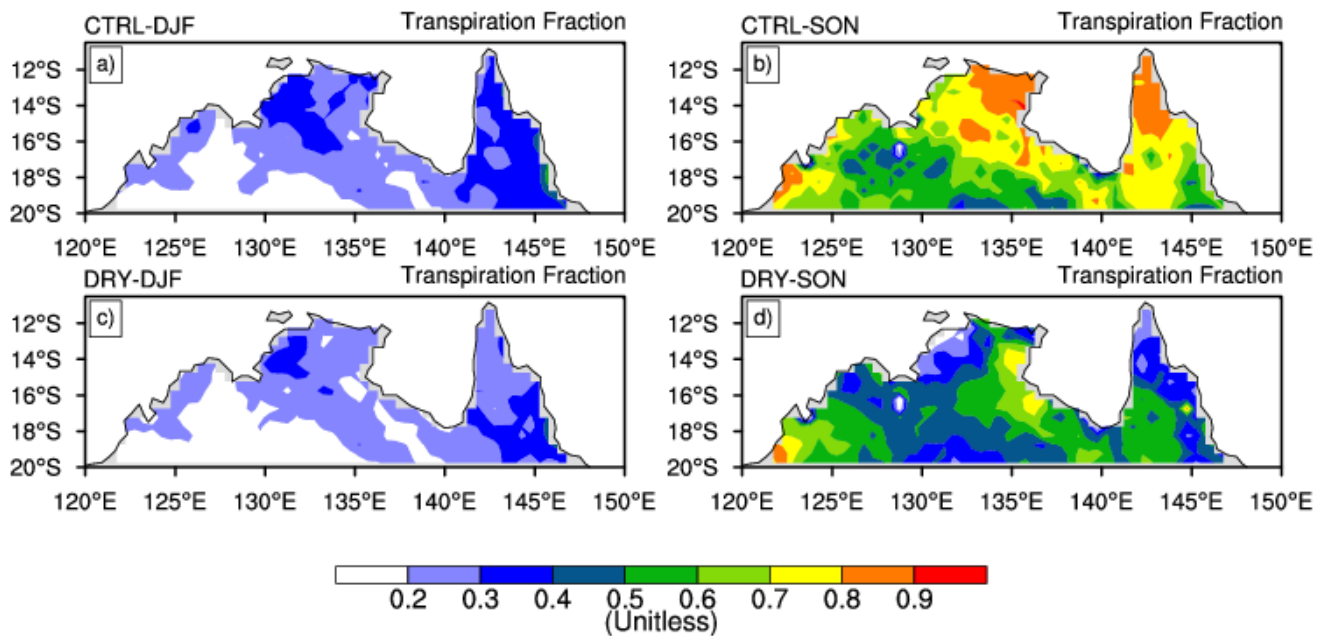 CTRL-DJF Transpiration Fraction CTRL-SON Transpiration Fraction
a) b)
12°S 12°S
14°S 14°S
16°S 16°S
18°S 18°S
20°S 20°S
120°E 125°E 130°E 135°E 140°E 145°E 150°E 120°E 125°E 130°E 135°E 140°E 145°E 150°E
DRY-DJF Transpiration Fraction DRY-SON Transpiration Fraction
c) d)
12°S 12°S
14°S 14°S
16°S 16°S
18°S 18°S
20°S 20°S
120°E 125°E 130°E 135°E 140°E 145°E 150°E 120°E 125°E 130°E 135°E 140°E 145°E 150°E
0.2 0.3 0.4 0.5 0.6 0.7 0.8 0.9
(Unitless)